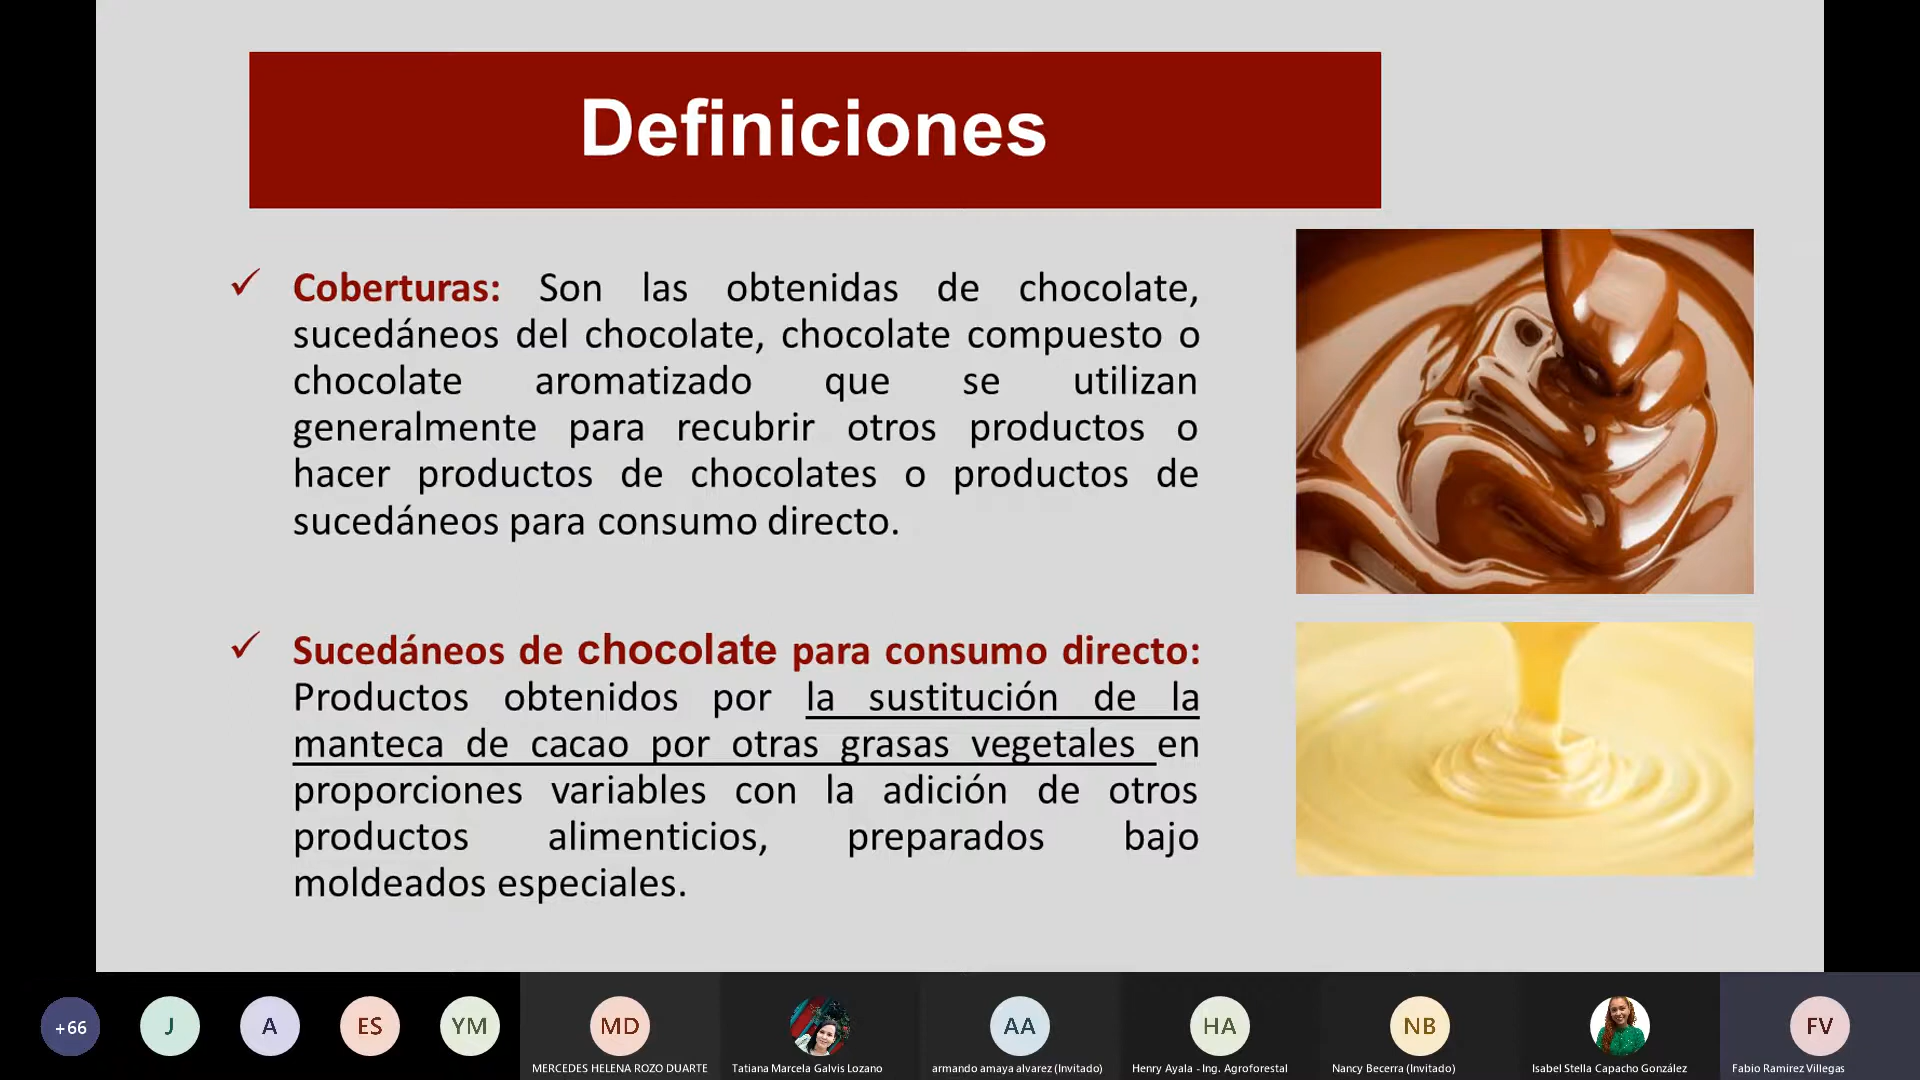 Definiciones
✓ Coberturas: Son las obtenidas de chocolate,
sucedáneos del chocolate, chocolate compuesto o
chocolate aromatizado que se utilizan
generalmente para recubrir otros productos o
hacer productos de chocolates o productos de
sucedáneos para consumo directo.
✓ Sucedáneos de chocolate para consumo directo:
Productos obtenidos por la sustitución de la
manteca de cacao por otras grasas vegetales en
proporciones variables con la adición de otros
productos alimenticios, preparados bajo
moldeados especiales.
+66 J A ES YM MD AA HA NB FV
MERCEDES HELENA ROZO DUARTE Tatiana Marcela Galvis Lozano armando amaya alvarez (Invitado) Henry Ayala - Ing. Agroforestal Nancy Becerra (Invitado) Isabel Stella Capacho González Fabio Ramirez Villegas